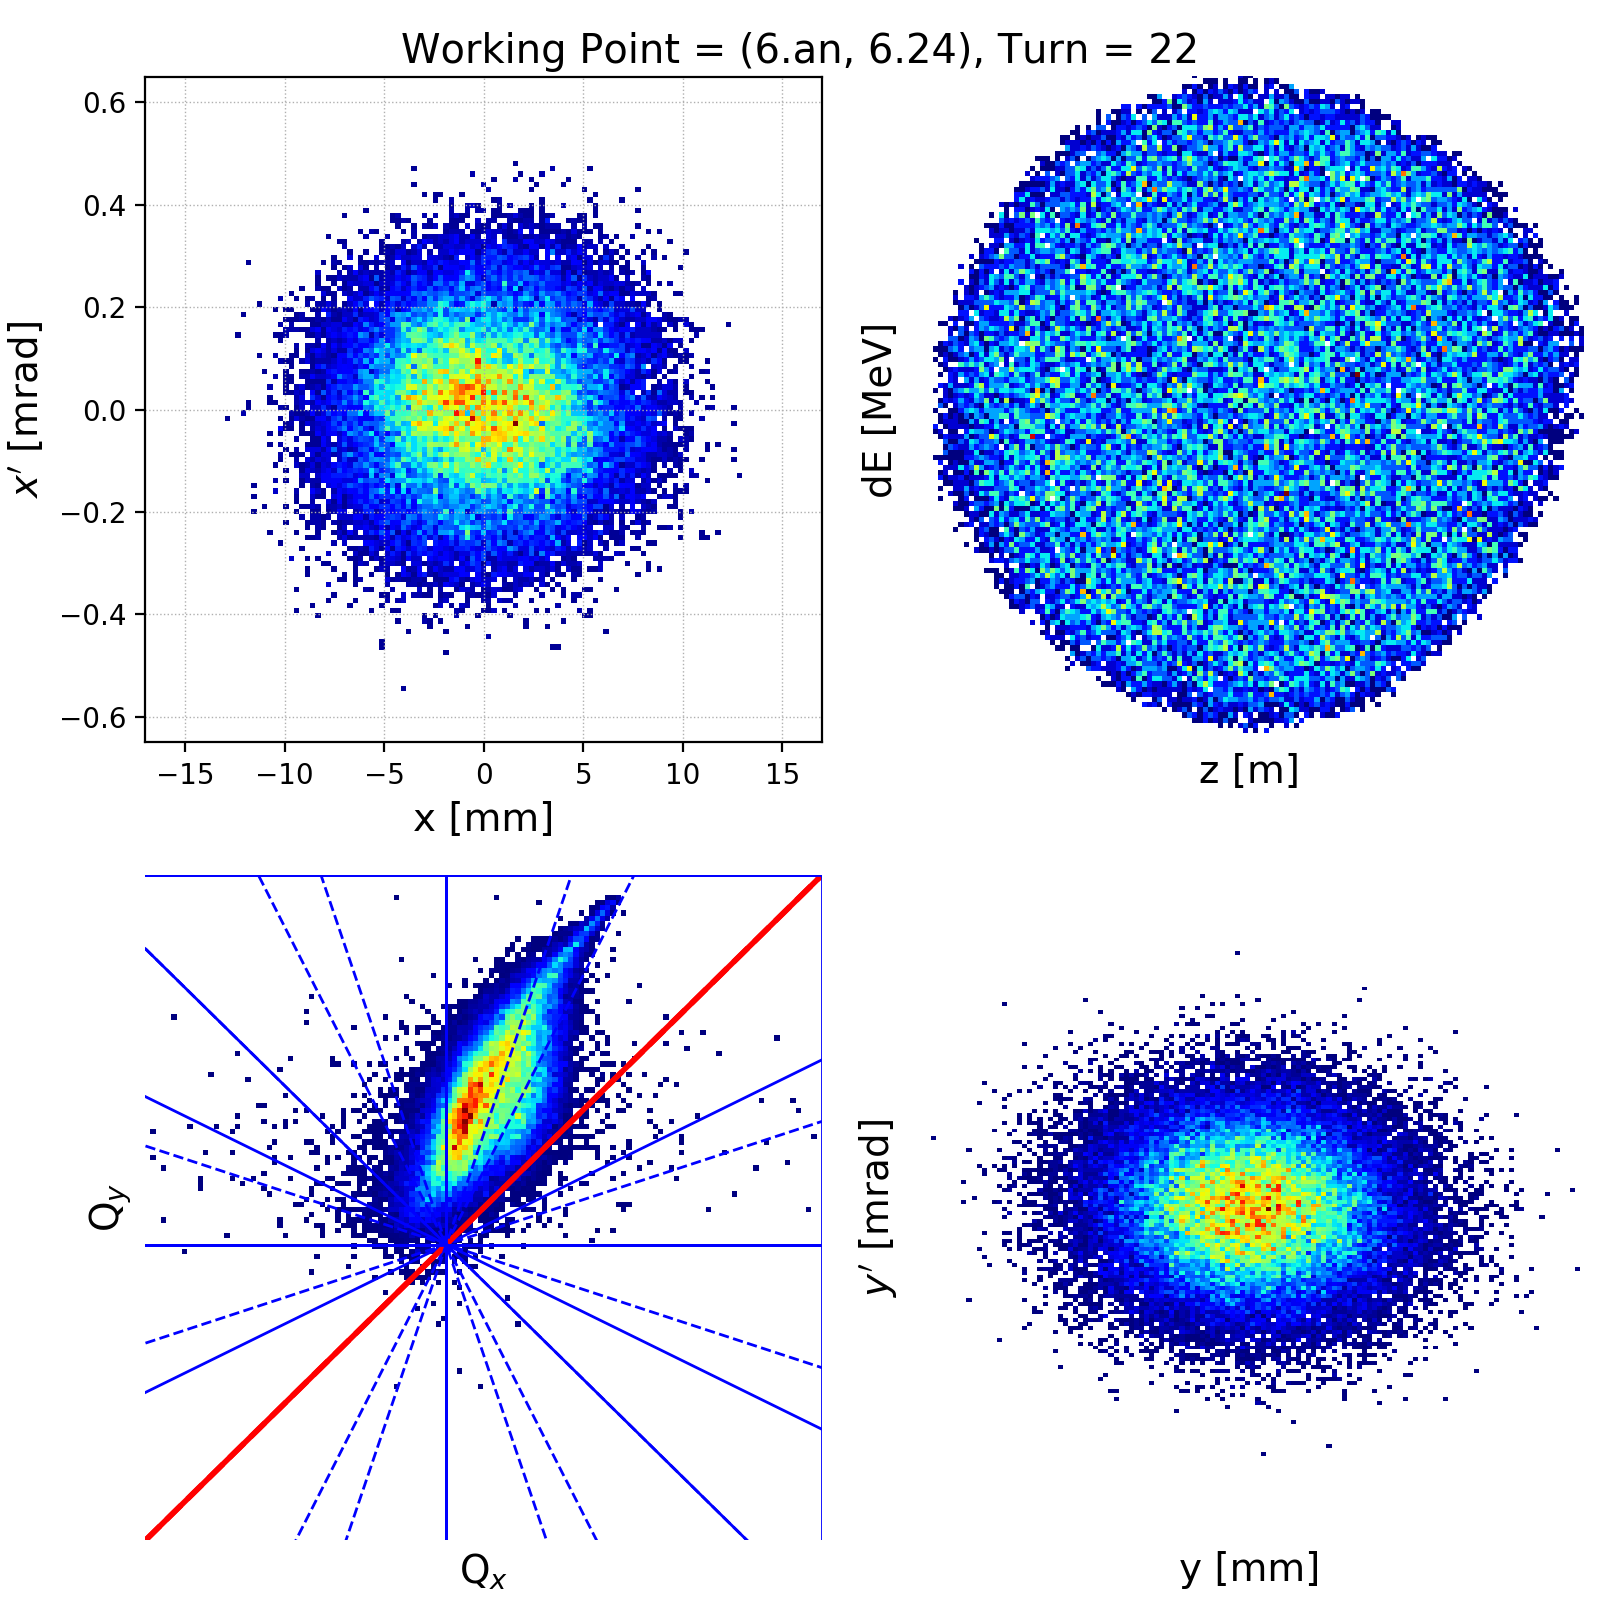 Working Point = (6.an, 6.24), Turn = 22
0.6
0.4
0.2
0.0
−0.2
−0.4
−0.6
x′ [mrad]
−15 −10 −5 0 5 10 15
x [mm]
dE [MeV]
z [m]
Qy
Qx
y′ [mrad]
y [mm]